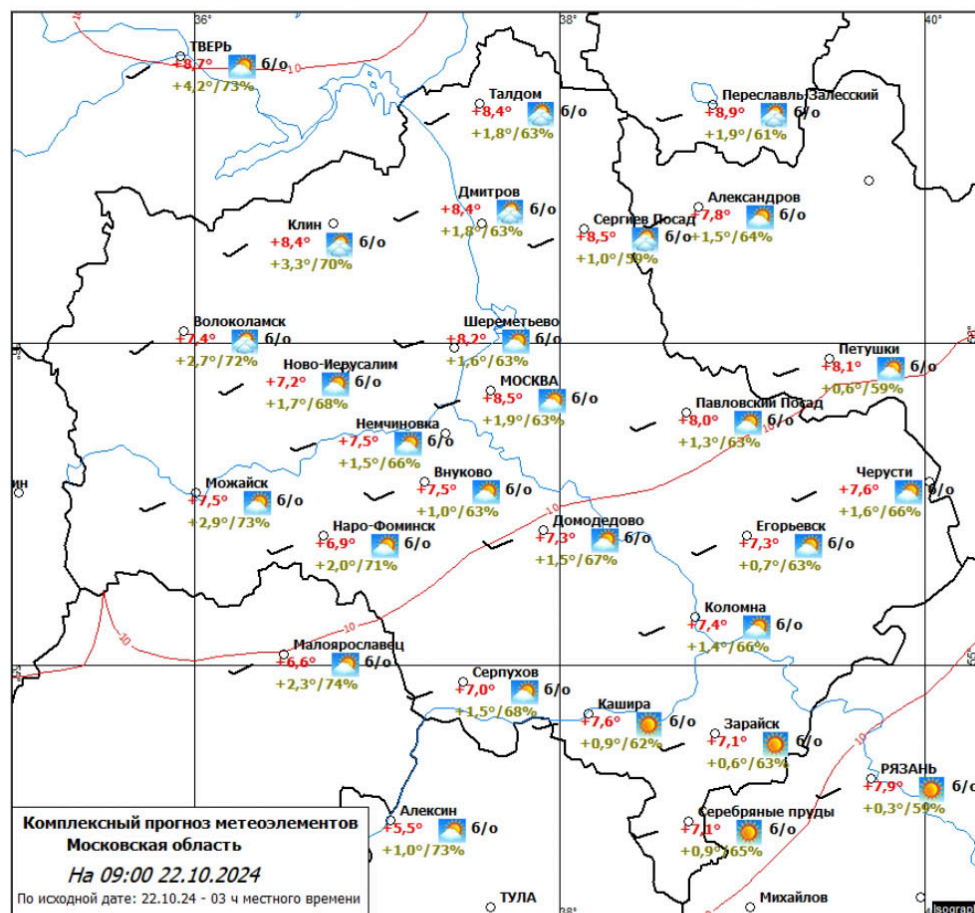 36°
38°
40°
10
ТВЕРЬ
+8,7° б/о
+4,2°/73%
10
Талдом
+8,4° б/о
+1,8°/63%
Переславль-Залесский
+8,9° б/о
+1,9°/61%
Дмитров
+8,4° б/о
+1,8°/63%
Александров
+7,8° б/о
+1,5°/64%
Клин
+8,4° б/о
+3,3°/70%
Сергиев Посад
+8,5° б/о
+1,0°/59%
Волоколамск
+7,4° б/о
+2,7°/72%
Шереметьево
+8,2° б/о
+1,6°/63%
Ново-Иерусалим
+7,2° б/о
+1,7°/68%
Петушки
+8,1° б/о
+0,6°/59%
МОСКВА
+8,5° б/о
+1,9°/63%
Павловский Посад
+8,0° б/о
+1,3°/63%
10
Немчиновка
+7,5° б/о
+1,5°/66%
Внуково
+7,5° б/о
+1,0°/63%
Черусти
+7,6° б/о
+1,6°/66%
ин
Можайск
+7,5° б/о
+2,9°/73%
10
Наро-Фоминск
+6,9° б/о
+2,0°/71%
Домодедово
+7,3° б/о
+1,5°/67%
Егорьевск
+7,3° б/о
+0,7°/63%
Коломна
+7,4° б/о
+1,4°/66%
10
10
Малоярославец
+6,6° б/о
+2,3°/74%
Серпухов
+7,0° б/о
+1,5°/68%
Кашира
+7,6° б/о
+0,9°/62%
Зарайск
+7,1° б/о
+0,6°/63%
10
РЯЗАНЬ
+7,9° б/о
+0,3°/59%
Алексин
+5,5° б/о
+1,0°/73%
Серебряные пруды
+7,1° б/о
+0,9°/65%
Комплексный прогноз метеоэлементов
Московская область
На 09:00 22.10.2024
По исходной дате: 22.10.24 - 03 ч местного времени
ТУЛА
Михайлов
38°
Isograph